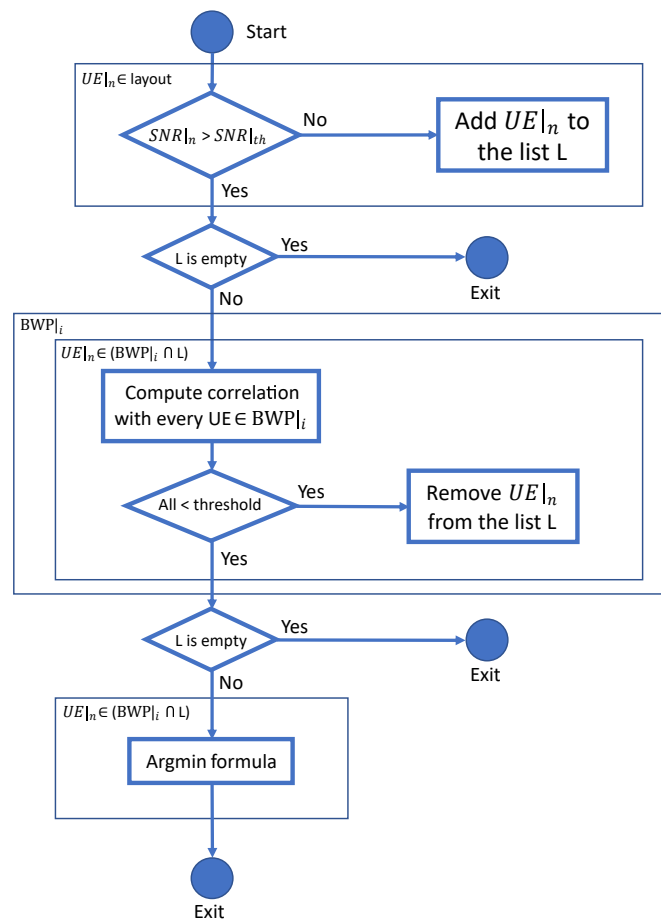 Start
UE|n ∈ layout
SNR|n > SNR|th
No
Add UE|n to
the list L
Yes
L is empty
Yes
Exit
No
BWP|i
UE|n ∈ (BWP|i ∩ L)
Compute correlation
with every UE ∈ BWP|i
All < threshold
Yes
Remove UE|n
from the list L
Yes
L is empty
Yes
Exit
No
UE|n ∈ (BWP|i ∩ L)
Argmin formula
Exit